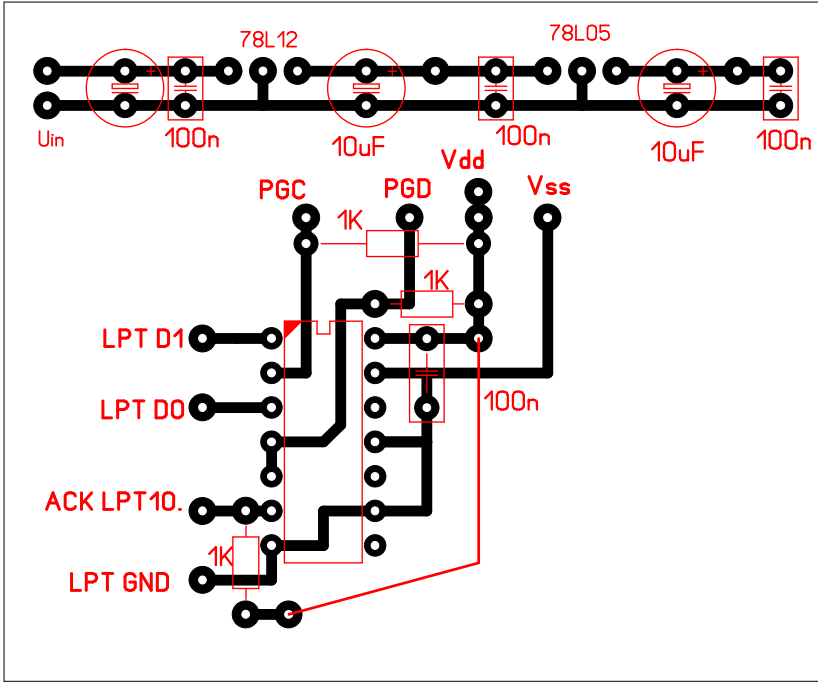 78L12
78L05
Uin
100n
10uF
100n
10uF
100n
Vdd
PGC
PGD
Vss
1K
1K
LPT D1
LPT D0
100n
ACK LPT10.
1K
LPT GND